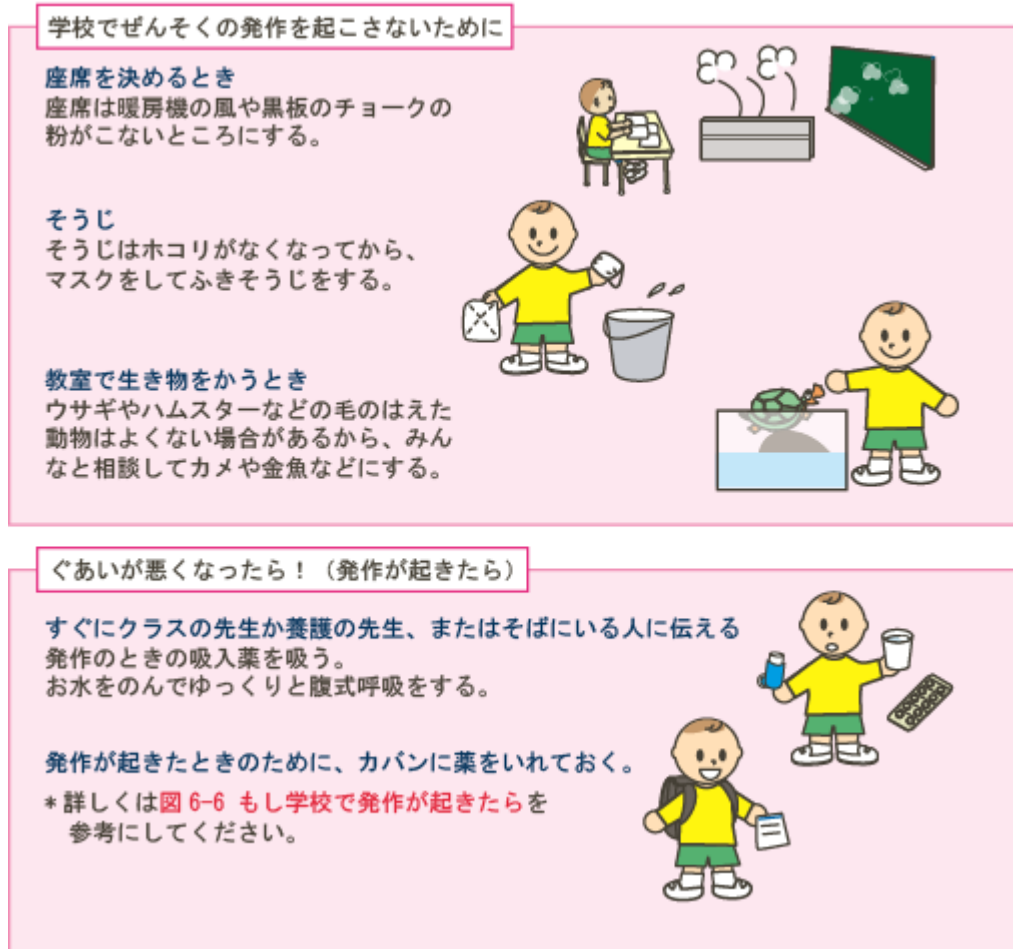 学校でぜんそくの発作を起こさないために
座席を決めるとき
座席は暖房機の風や黒板のチョークの
粉がこないところにする。
そうじ
そうじはホコリがなくなってから、
マスクをしてふきそうじをする。
教室で生き物をかうとき
ウサギやハムスターなどの毛のはえた
動物はよくない場合があるから、みん
なと相談してカメや金魚などにする。
ぐあいが悪くなったら！（発作が起きたら）
すぐにクラスの先生か養護の先生、またはそばにいる人に伝える
発作のときの吸入薬を吸う。
お水をのんでゆっくりと腹式呼吸をする。
発作が起きたときのために、カバンに薬をいれておく。
*詳しくは図 6-6 もし学校で発作が起きたらを
参考にしてください。